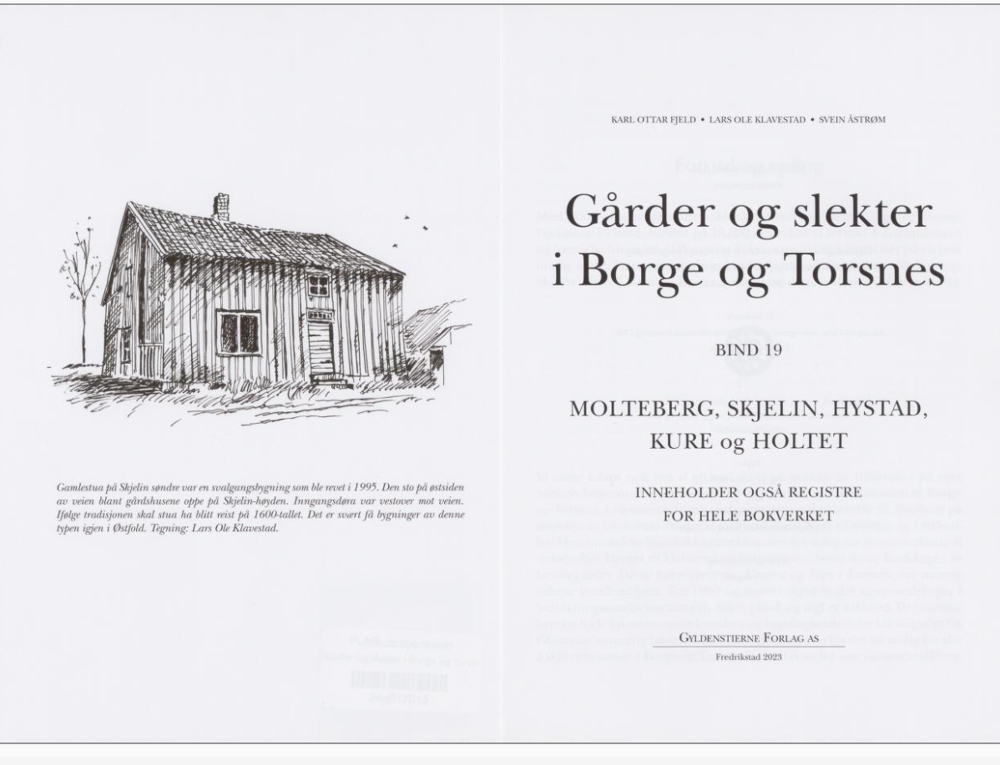 Gamlestua på Skjelin søndre var en svalgangsbygning som ble revet i 1995. Den sto på østsiden
av veien blant gårdshusene oppe på Skjelin-høyden. Inngangsdøra var vestover mot veien.
Ifølge tradisjonen skal stua ha blitt reist på 1600-tallet. Det er svært få bygninger av denne
typen igjen i Østfold. Tegning: Lars Ole Klavestad.
KARL OTTAR FJELD • LARS OLE KLAVESTAD • SVEIN ÅSTRØM
Gårder og slekter
i Borge og Torsnes
BIND 19
MOLTEBERG, SKJELIN, HYSTAD,
KURE og HOLTET
INNEHOLDER OGSÅ REGISTRE
FOR HELE BOKVERKET
GYLDENSTIERNE FORLAG AS
Fredrikstad 2023